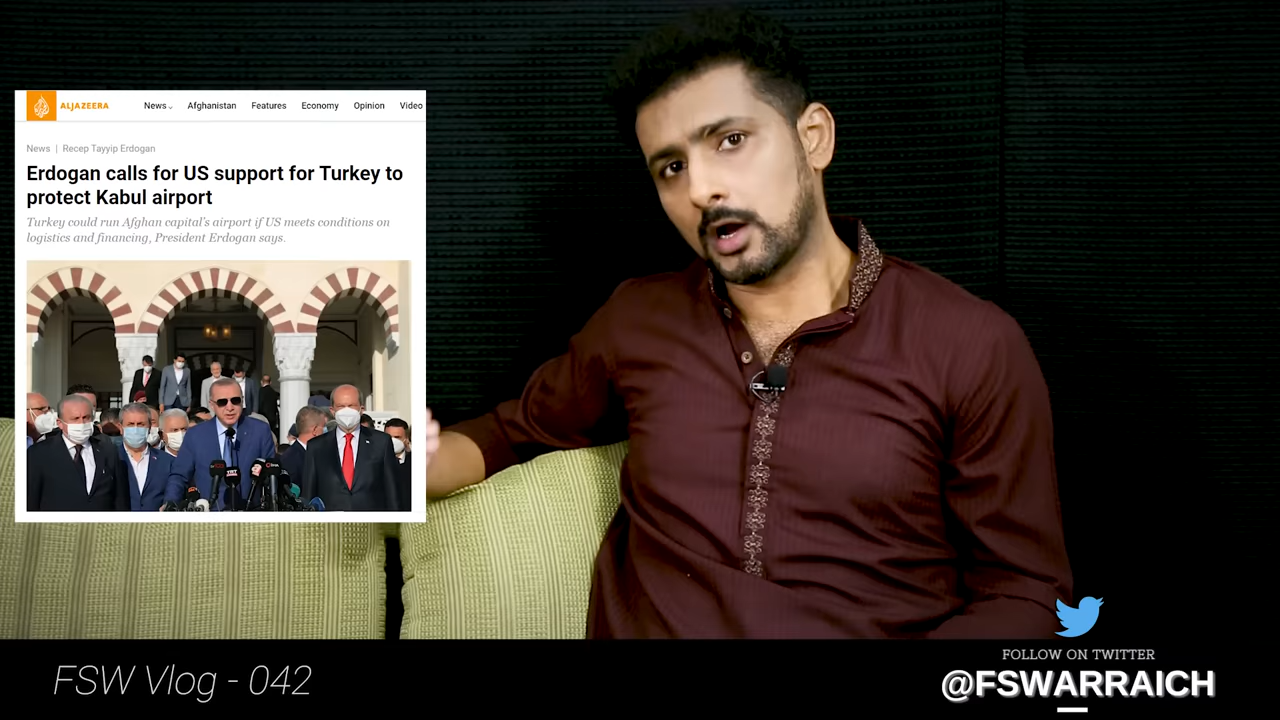 ALJAZEERA
News Afghanistan Features Economy Opinion Video
News | Recep Tayyip Erdogan
Erdogan calls for US support for Turkey to
protect Kabul airport
Turkey could run Afghan capital's airport if US meets conditions on
logistics and financing, President Erdogan says.
TRT
FSW Vlog - 042
FOLLOW ON TWITTER
@FSWARRAICH